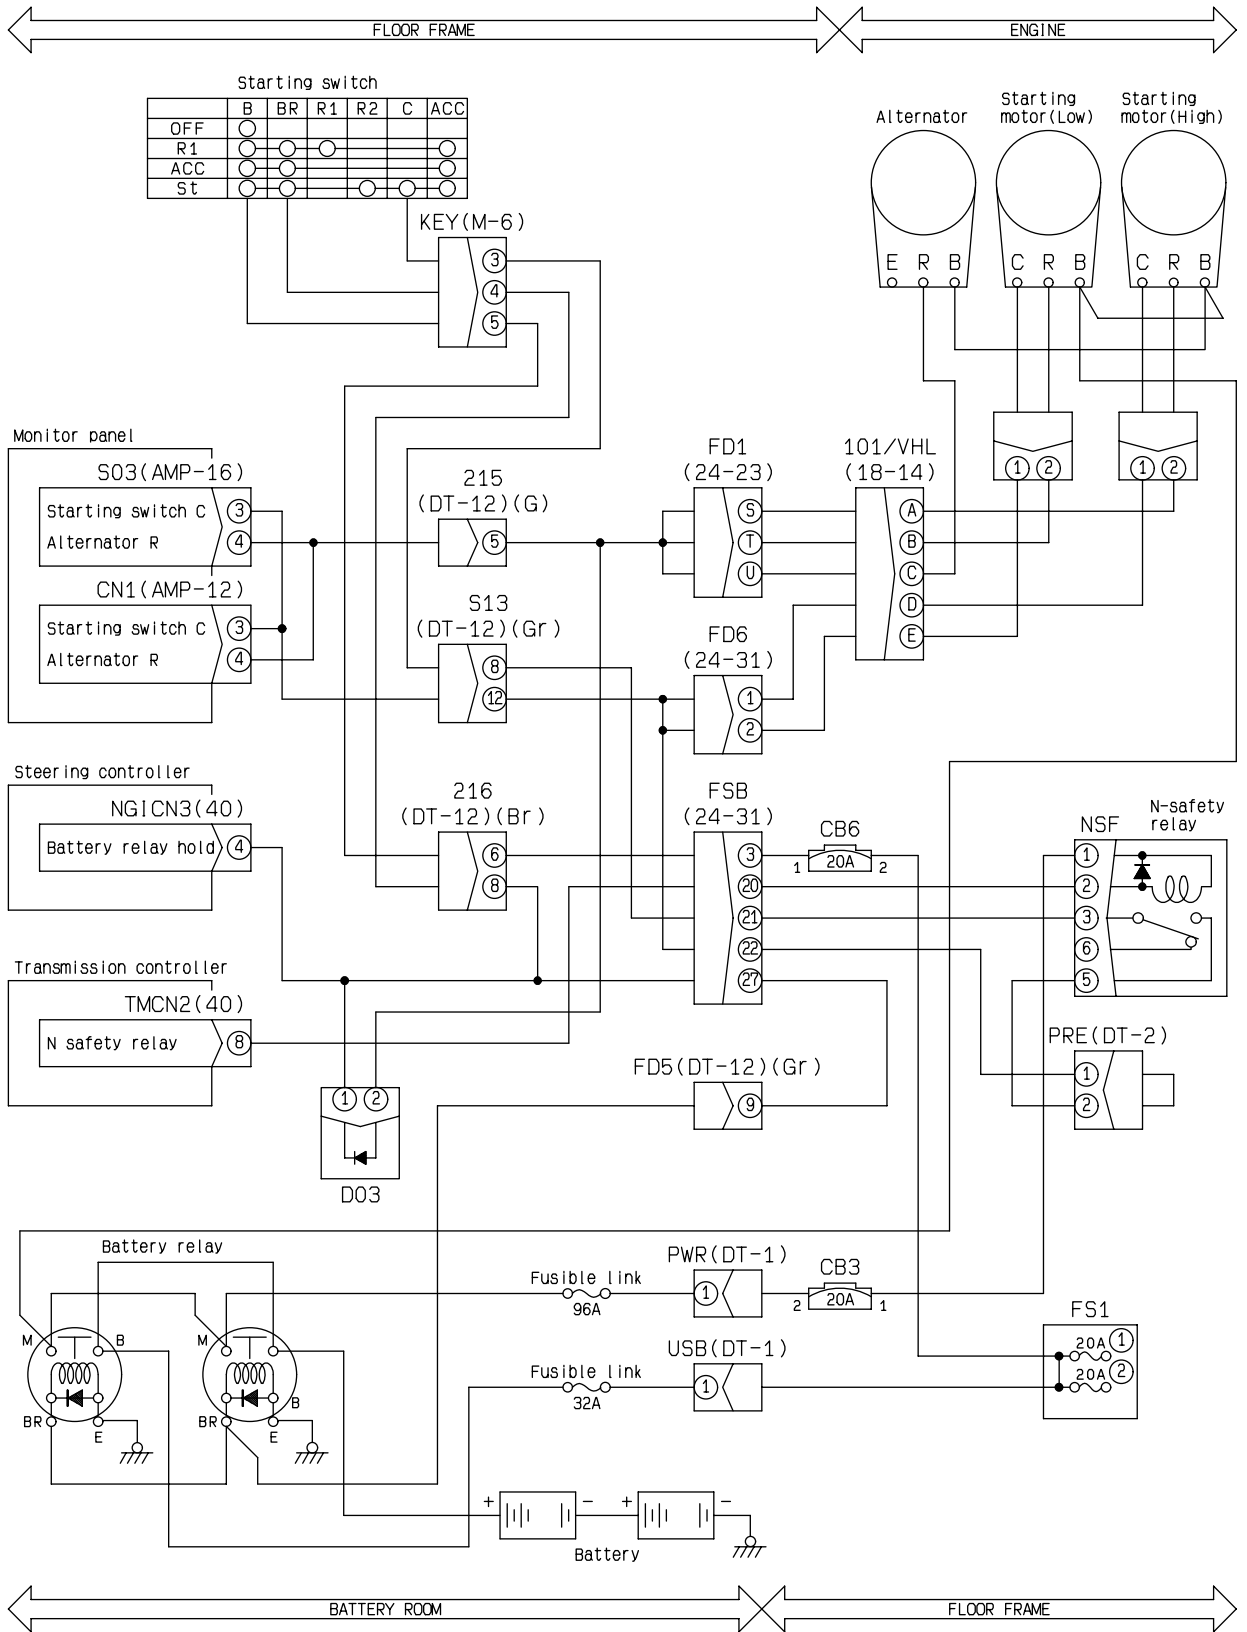 FLOOR FRAME
ENGINE
Starting switch
B BR R1 R2 C ACC
OFF
R1
ACC
St
KEY(M-6)
3
4
5
Alternator
Starting
motor(Low)
Starting
motor(High)
E R B
C R B
C R B
1 2
1 2
Monitor panel
S03(AMP-16)
Starting switch C 3
Alternator R 4
CN1(AMP-12)
Starting switch C 3
Alternator R 4
215
(DT-12)(G)
5
S13
(DT-12)(Gr)
8
12
FD1
(24-23)
S
T
U
101/VHL
(18-14)
A
B
C
D
E
FD6
(24-31)
1
2
Steering controller
NGICN3(40)
Battery relay hold 4
216
(DT-12)(Br)
6
8
FSB
(24-31)
3
20
21
22
27
CB6
1 20A 2
N-safety
relay
NSF
1
2
3
6
5
Transmission controller
TMCN2(40)
N safety relay 8
1 2
D03
FD5(DT-12)(Gr)
9
PRE(DT-2)
1
2
Battery relay
M B
BR E
M B
BR E
Fusible link
96A
PWR(DT-1)
1
CB3
2 20A 1
Fusible link
32A
USB(DT-1)
1
FS1
20A 1
20A 2
+ - + -
Battery
BATTERY ROOM
FLOOR FRAME